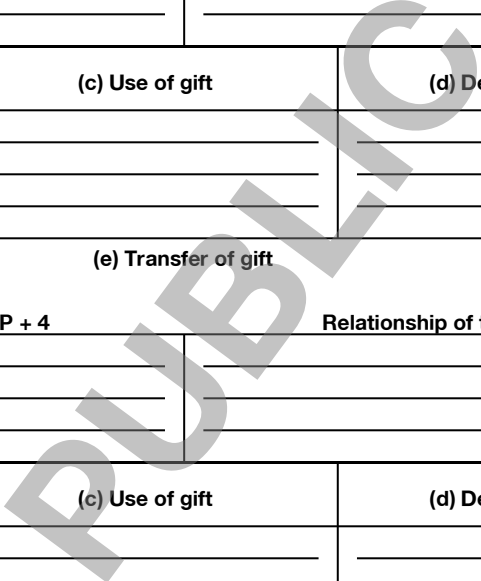 (c) Use of gift (d) De
(e) Transfer of gift
P + 4 Relationship of
(c) Use of gift (d) De
PUBLIC